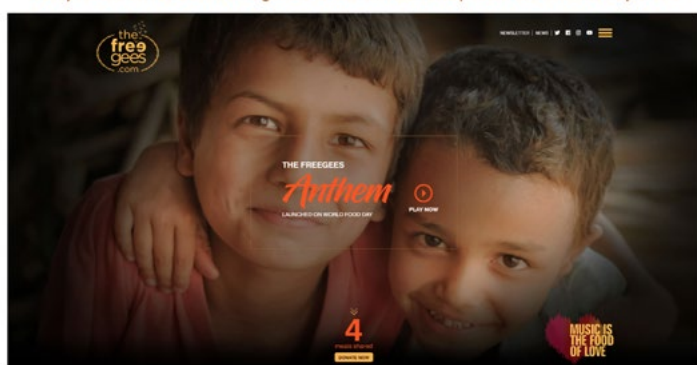 the
free
gees
.com
NEWSLETTER | NEWS |
THE FREEGEES
Anthem
LAUNCHED ON WORLD FOOD DAY
PLAY NOW
4
meals shared
DONATE NOW
MUSIC IS
THE FOOD
OF LOVE